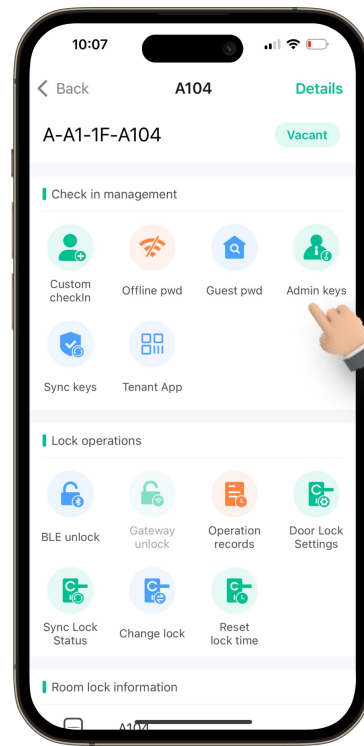 10:07
Back
A104
Details
A-A1-1F-A104
Vacant
Check in management
Custom
checkIn
Offline pwd
Guest pwd
Admin keys
Sync keys
Tenant App
Lock operations
BLE unlock
Gateway
unlock
Operation
records
Door Lock
Settings
Sync Lock
Status
Change lock
Reset
lock time
Room lock information
A104